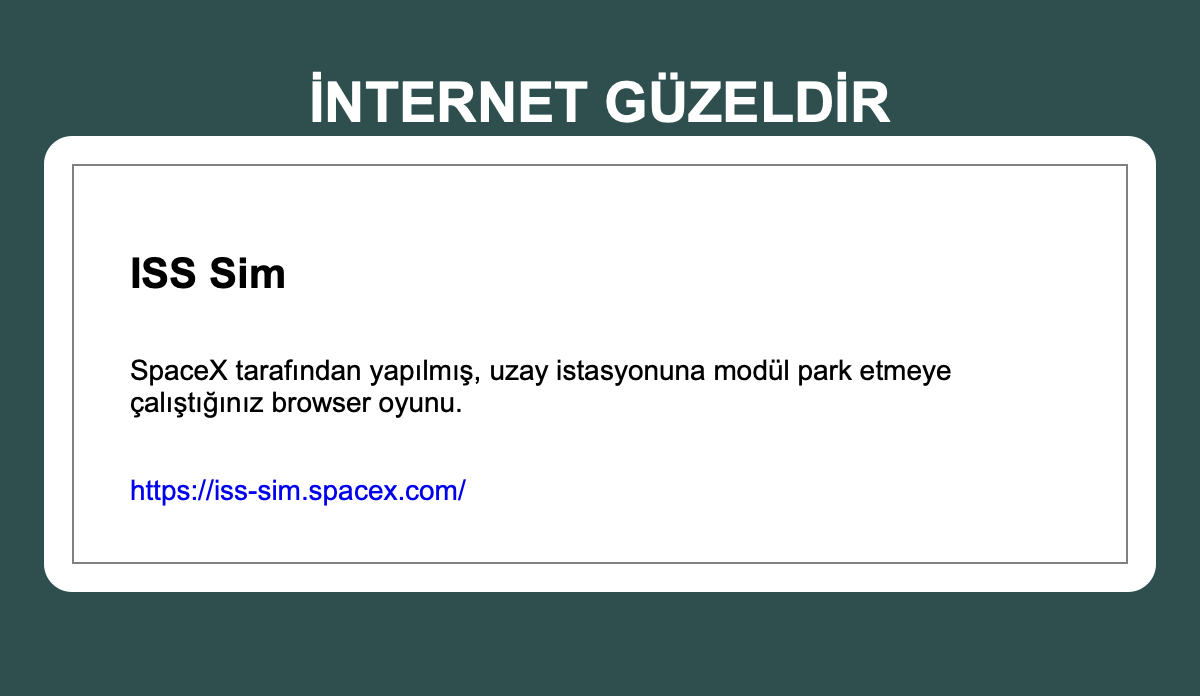 İNTERNET GÜZELDİR
ISS Sim
SpaceX tarafından yapılmış, uzay istasyonuna modül park etmeye
çalıştığınız browser oyunu.
https://iss-sim.spacex.com/